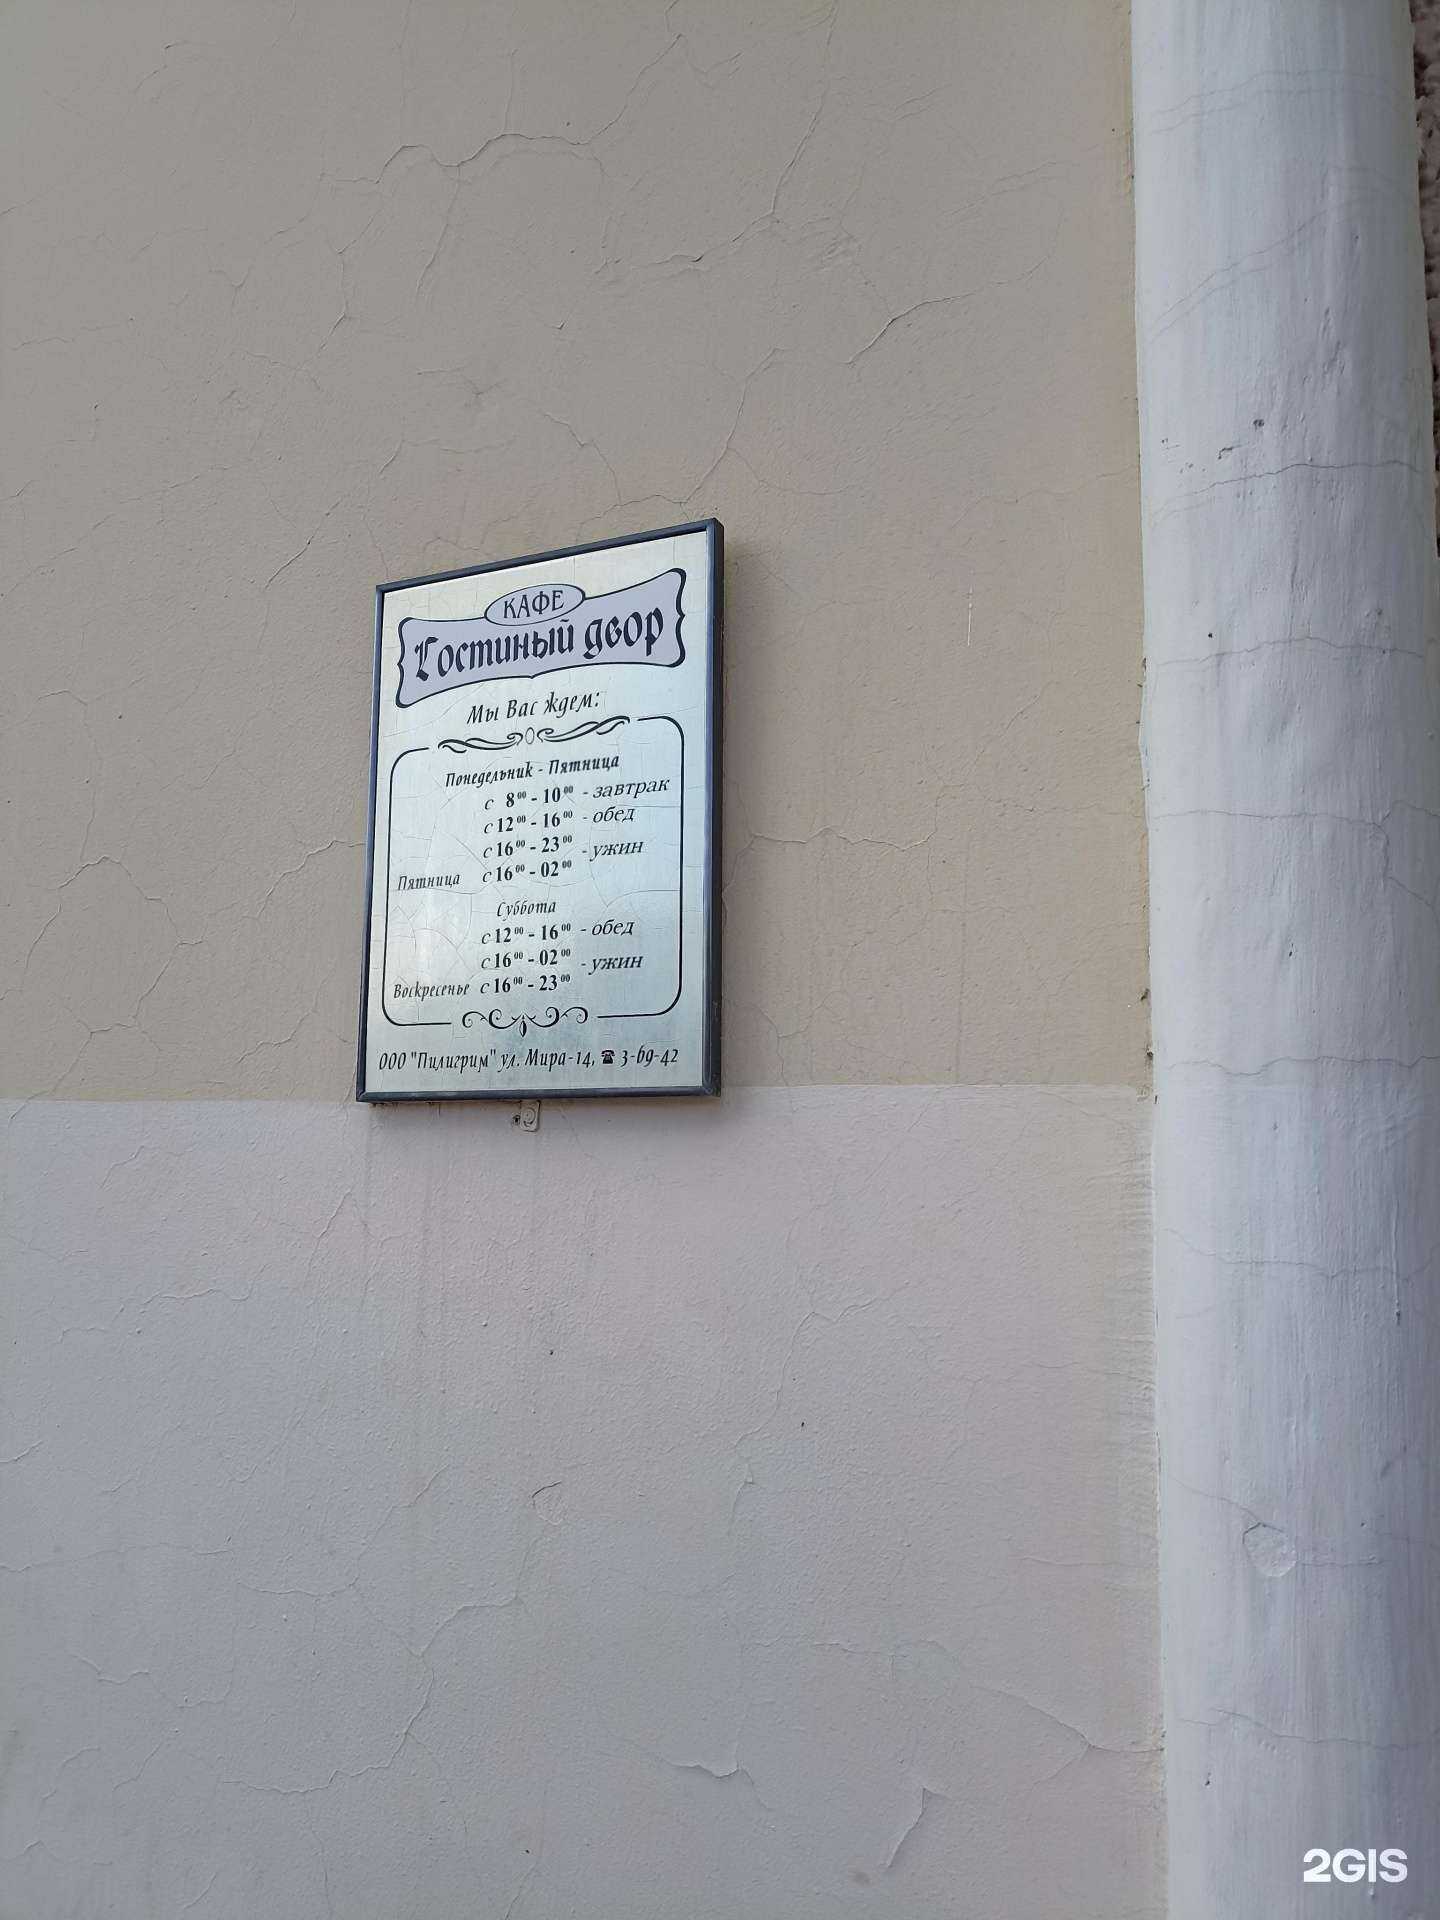 КАФЕ
Гостиный двор
Мы Вас ждем:
Понедельник - Пятница
с 8⁰⁰ - 10⁰⁰ - завтрак
с 12⁰⁰ - 16⁰⁰ - обед
с 16⁰⁰ - 23⁰⁰ - ужин
Пятница с 16⁰⁰ - 02⁰⁰
Суббота
с 12⁰⁰ - 16⁰⁰ - обед
с 16⁰⁰ - 02⁰⁰ - ужин
Воскресенье с 16⁰⁰ - 23⁰⁰
ООО "Пилигрим" ул. Мира-14, ☎ 3-69-42
2GIS